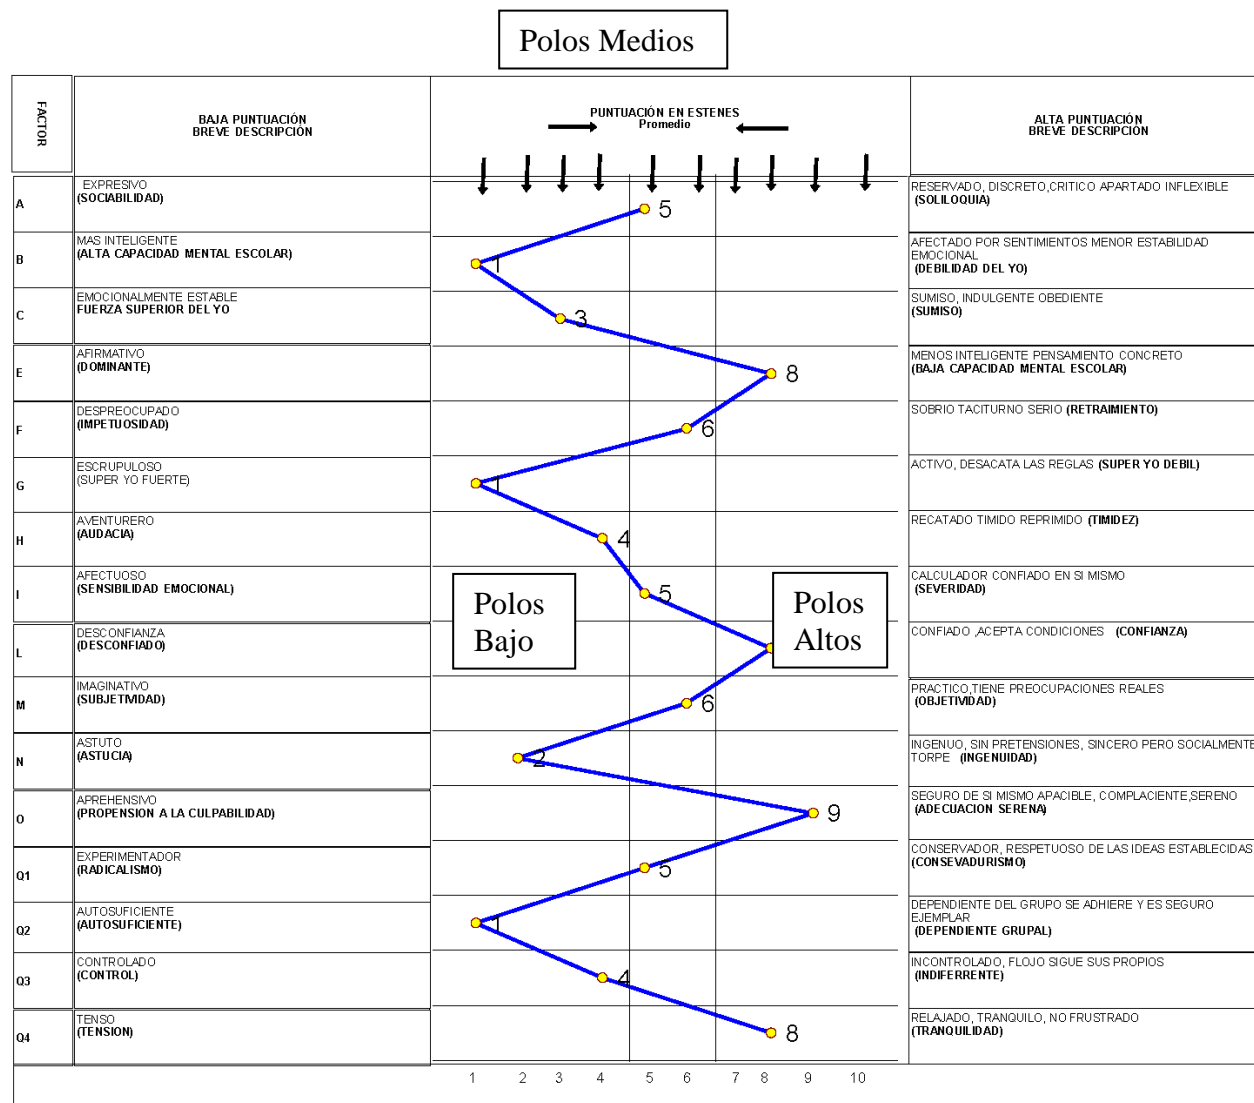 Polos Medios
FACTOR
BAJA PUNTUACIÓN
BREVE DESCRIPCIÓN
PUNTUACIÓN EN ESTENES
Promedio
ALTA PUNTUACIÓN
BREVE DESCRIPCIÓN
A
EXPRESIVO
(SOCIABILIDAD)
5
RESERVADO, DISCRETO,CRITICO APARTADO INFLEXIBLE
(SOLILOQUIA)
B
MAS INTELIGENTE
(ALTA CAPACIDAD MENTAL ESCOLAR)
1
AFECTADO POR SENTIMIENTOS MENOR ESTABILIDAD
EMOCIONAL
(DEBILIDAD DEL YO)
C
EMOCIONALMENTE ESTABLE
FUERZA SUPERIOR DEL YO
3
SUMISO, INDULGENTE OBEDIENTE
(SUMISO)
E
AFIRMATIVO
(DOMINANTE)
8
MENOS INTELIGENTE PENSAMIENTO CONCRETO
(BAJA CAPACIDAD MENTAL ESCOLAR)
F
DESPREOCUPADO
(IMPETUOSIDAD)
6
SOBRIO TACITURNO SERIO (RETRAIMIENTO)
G
ESCRUPULOSO
(SUPER YO FUERTE)
1
ACTIVO, DESACATA LAS REGLAS (SUPER YO DEBIL)
H
AVENTURERO
(AUDACIA)
4
RECATADO TIMIDO REPRIMIDO (TIMIDEZ)
I
AFECTUOSO
(SENSIBILIDAD EMOCIONAL)
5
CALCULADOR CONFIADO EN SI MISMO
(SEVERIDAD)
Polos
Bajo
Polos
Altos
L
DESCONFIANZA
(DESCONFIADO)
CONFIADO ,ACEPTA CONDICIONES (CONFIANZA)
M
IMAGINATIVO
(SUBJETIVIDAD)
6
PRACTICO,TIENE PREOCUPACIONES REALES
(OBJETIVIDAD)
N
ASTUTO
(ASTUCIA)
2
INGENUO, SIN PRETENSIONES, SINCERO PERO SOCIALMENTE
TORPE (INGENUIDAD)
O
APREHENSIVO
(PROPENSION A LA CULPABILIDAD)
9
SEGURO DE SI MISMO APACIBLE, COMPLACIENTE,SERENO
(ADECUACION SERENA)
Q1
EXPERIMENTADOR
(RADICALISMO)
5
CONSERVADOR, RESPETUOSO DE LAS IDEAS ESTABLECIDAS
(CONSEVADURISMO)
Q2
AUTOSUFICIENTE
(AUTOSUFICIENTE)
1
DEPENDIENTE DEL GRUPO SE ADHIERE Y ES SEGURO
EJEMPLAR
(DEPENDIENTE GRUPAL)
Q3
CONTROLADO
(CONTROL)
4
INCONTROLADO, FLOJO SIGUE SUS PROPIOS
(INDIFERRENTE)
Q4
TENSO
(TENSION)
8
RELAJADO, TRANQUILO, NO FRUSTRADO
(TRANQUILIDAD)
1 2 3 4 5 6 7 8 9 10